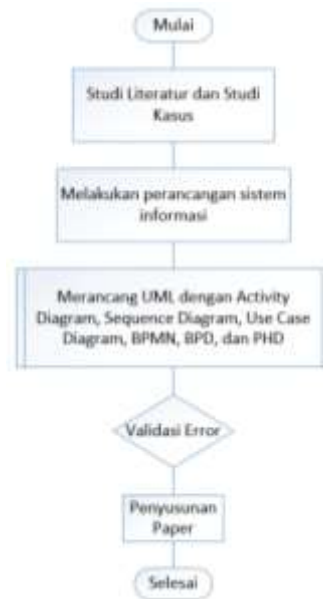 Mulai
Studi Literatur dan Studi
Kasus
Melakukan perancangan sistem
informasi
Merancang UML dengan Activity
Diagram, Sequence Diagram, Use Case
Diagram, BPMN, BPD, dan PHD
Validasi Error
Penyusunan
Paper
Selesai